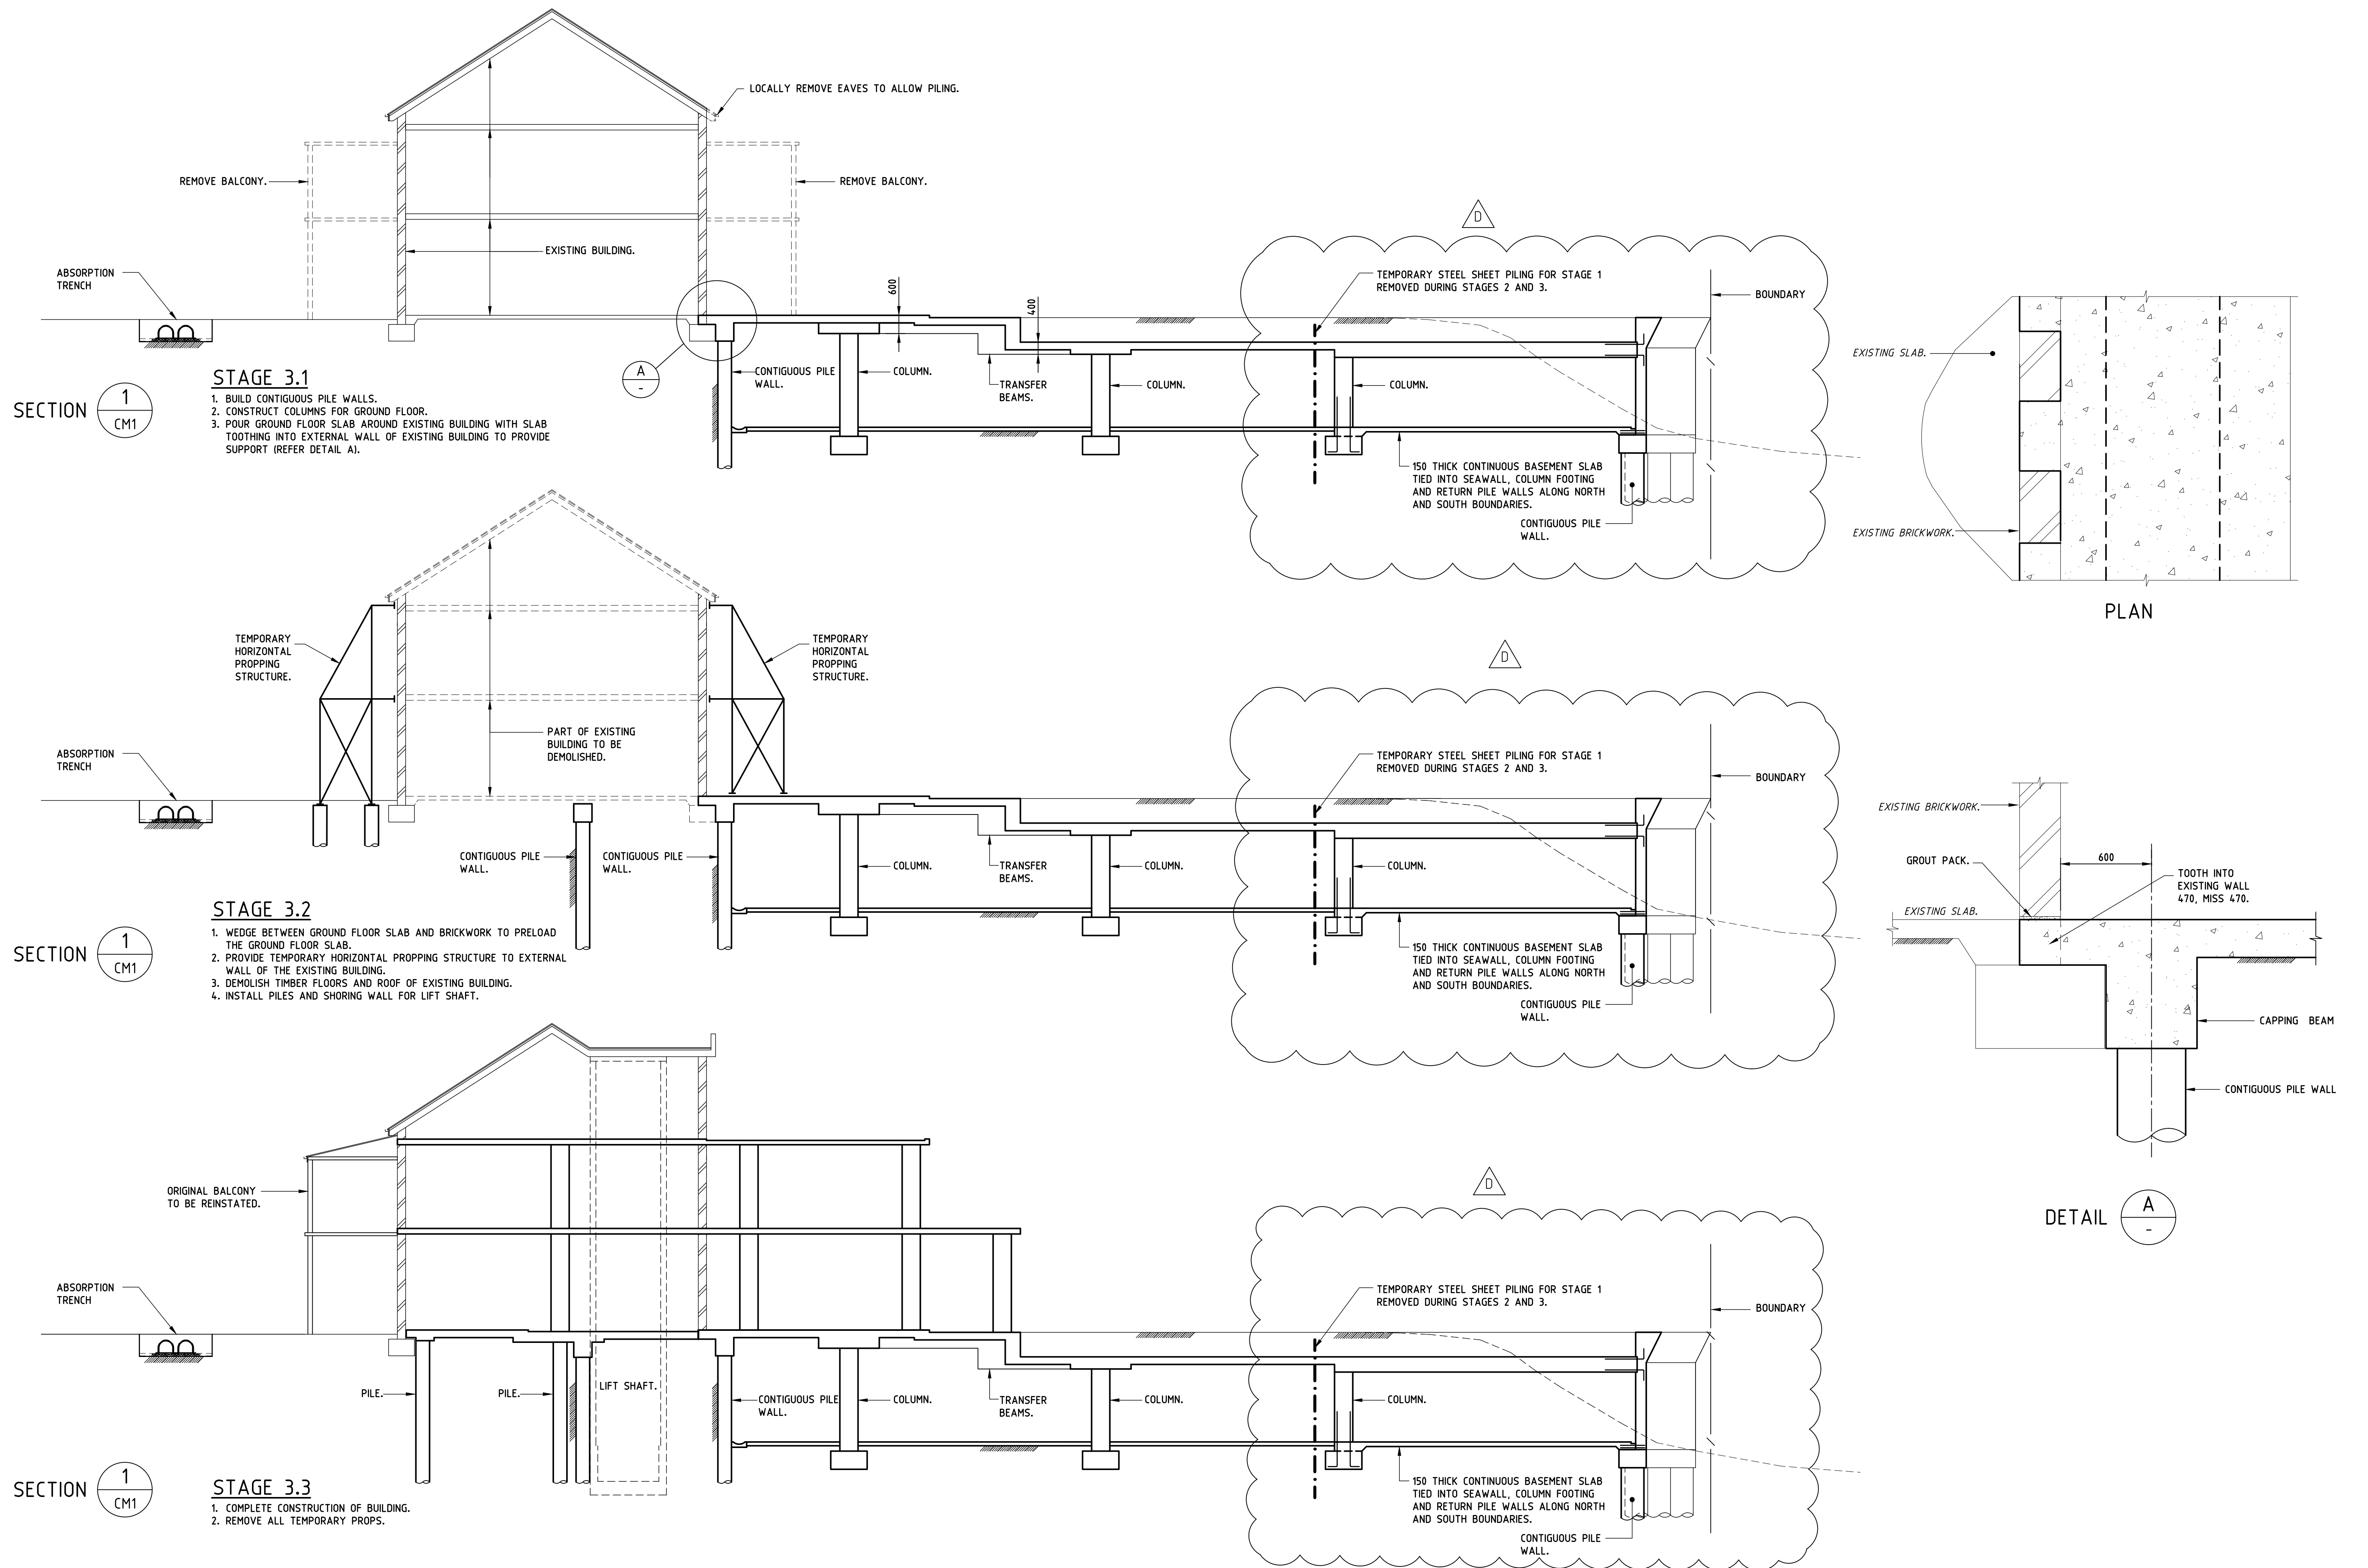 LOCALLY REMOVE EAVES TO ALLOW PILING.
REMOVE BALCONY.
REMOVE BALCONY.
EXISTING BUILDING.
ABSORPTION
TRENCH
600
400
D
TEMPORARY STEEL SHEET PILING FOR STAGE 1
REMOVED DURING STAGES 2 AND 3.
BOUNDARY
A
-
CONTIGUOUS PILE
WALL.
COLUMN.
TRANSFER
BEAMS.
COLUMN.
COLUMN.
150 THICK CONTINUOUS BASEMENT SLAB
TIED INTO SEAWALL, COLUMN FOOTING
AND RETURN PILE WALLS ALONG NORTH
AND SOUTH BOUNDARIES.
CONTIGUOUS PILE
WALL.
SECTION
1
CM1
STAGE 3.1
1. BUILD CONTIGUOUS PILE WALLS.
2. CONSTRUCT COLUMNS FOR GROUND FLOOR.
3. POUR GROUND FLOOR SLAB AROUND EXISTING BUILDING WITH SLAB
TOOTHING INTO EXTERNAL WALL OF EXISTING BUILDING TO PROVIDE
SUPPORT (REFER DETAIL A).
EXISTING SLAB.
EXISTING BRICKWORK.
PLAN
TEMPORARY
HORIZONTAL
PROPPING
STRUCTURE.
TEMPORARY
HORIZONTAL
PROPPING
STRUCTURE.
PART OF EXISTING
BUILDING TO BE
DEMOLISHED.
ABSORPTION
TRENCH
D
TEMPORARY STEEL SHEET PILING FOR STAGE 1
REMOVED DURING STAGES 2 AND 3.
BOUNDARY
CONTIGUOUS PILE
WALL.
CONTIGUOUS PILE
WALL.
COLUMN.
TRANSFER
BEAMS.
COLUMN.
COLUMN.
150 THICK CONTINUOUS BASEMENT SLAB
TIED INTO SEAWALL, COLUMN FOOTING
AND RETURN PILE WALLS ALONG NORTH
AND SOUTH BOUNDARIES.
CONTIGUOUS PILE
WALL.
SECTION
1
CM1
STAGE 3.2
1. WEDGE BETWEEN GROUND FLOOR SLAB AND BRICKWORK TO PRELOAD
THE GROUND FLOOR SLAB.
2. PROVIDE TEMPORARY HORIZONTAL PROPPING STRUCTURE TO EXTERNAL
WALL OF THE EXISTING BUILDING.
3. DEMOLISH TIMBER FLOORS AND ROOF OF EXISTING BUILDING.
4. INSTALL PILES AND SHORING WALL FOR LIFT SHAFT.
EXISTING BRICKWORK.
GROUT PACK.
600
TOOTH INTO
EXISTING WALL
470, MISS 470.
EXISTING SLAB.
CAPPING BEAM
CONTIGUOUS PILE WALL
DETAIL
A
-
ORIGINAL BALCONY
TO BE REINSTATED.
ABSORPTION
TRENCH
D
TEMPORARY STEEL SHEET PILING FOR STAGE 1
REMOVED DURING STAGES 2 AND 3.
BOUNDARY
PILE.
PILE.
LIFT SHAFT.
CONTIGUOUS PILE
WALL.
COLUMN.
TRANSFER
BEAMS.
COLUMN.
COLUMN.
150 THICK CONTINUOUS BASEMENT SLAB
TIED INTO SEAWALL, COLUMN FOOTING
AND RETURN PILE WALLS ALONG NORTH
AND SOUTH BOUNDARIES.
CONTIGUOUS PILE
WALL.
SECTION
1
CM1
STAGE 3.3
1. COMPLETE CONSTRUCTION OF BUILDING.
2. REMOVE ALL TEMPORARY PROPS.